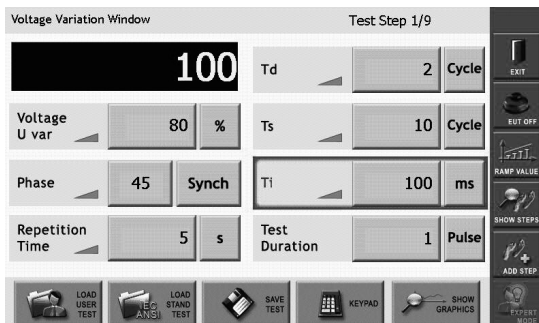 Voltage Variation Window Test Step 1/9
100
Td 2 Cycle
Voltage
U var 80 %
Ts 10 Cycle
Phase 45 Synch
Ti 100 ms
Repetition
Time 5 s
Test
Duration 1 Pulse
EXIT
EUT OFF
RAMP VALUE
SHOW STEPS
ADD STEP
EXPERT
MODE
LOAD
USER
TEST
IEC
ANSI
LOAD
STAND
TEST
SAVE
TEST
KEYPAD
SHOW
GRAPHICS